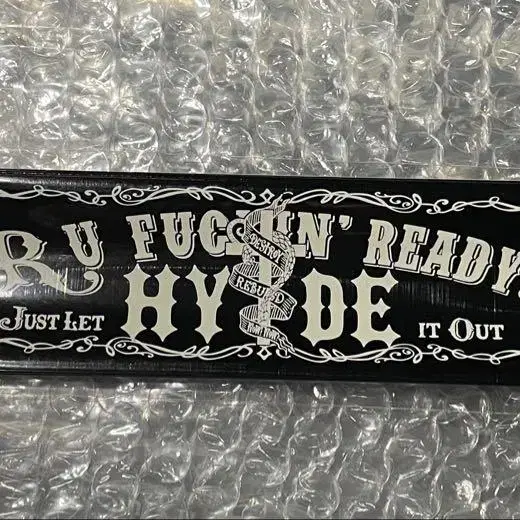 R U FUCKIN' READY?
DESTROY
REBUILD
HYDE
JUST LET IT OUT